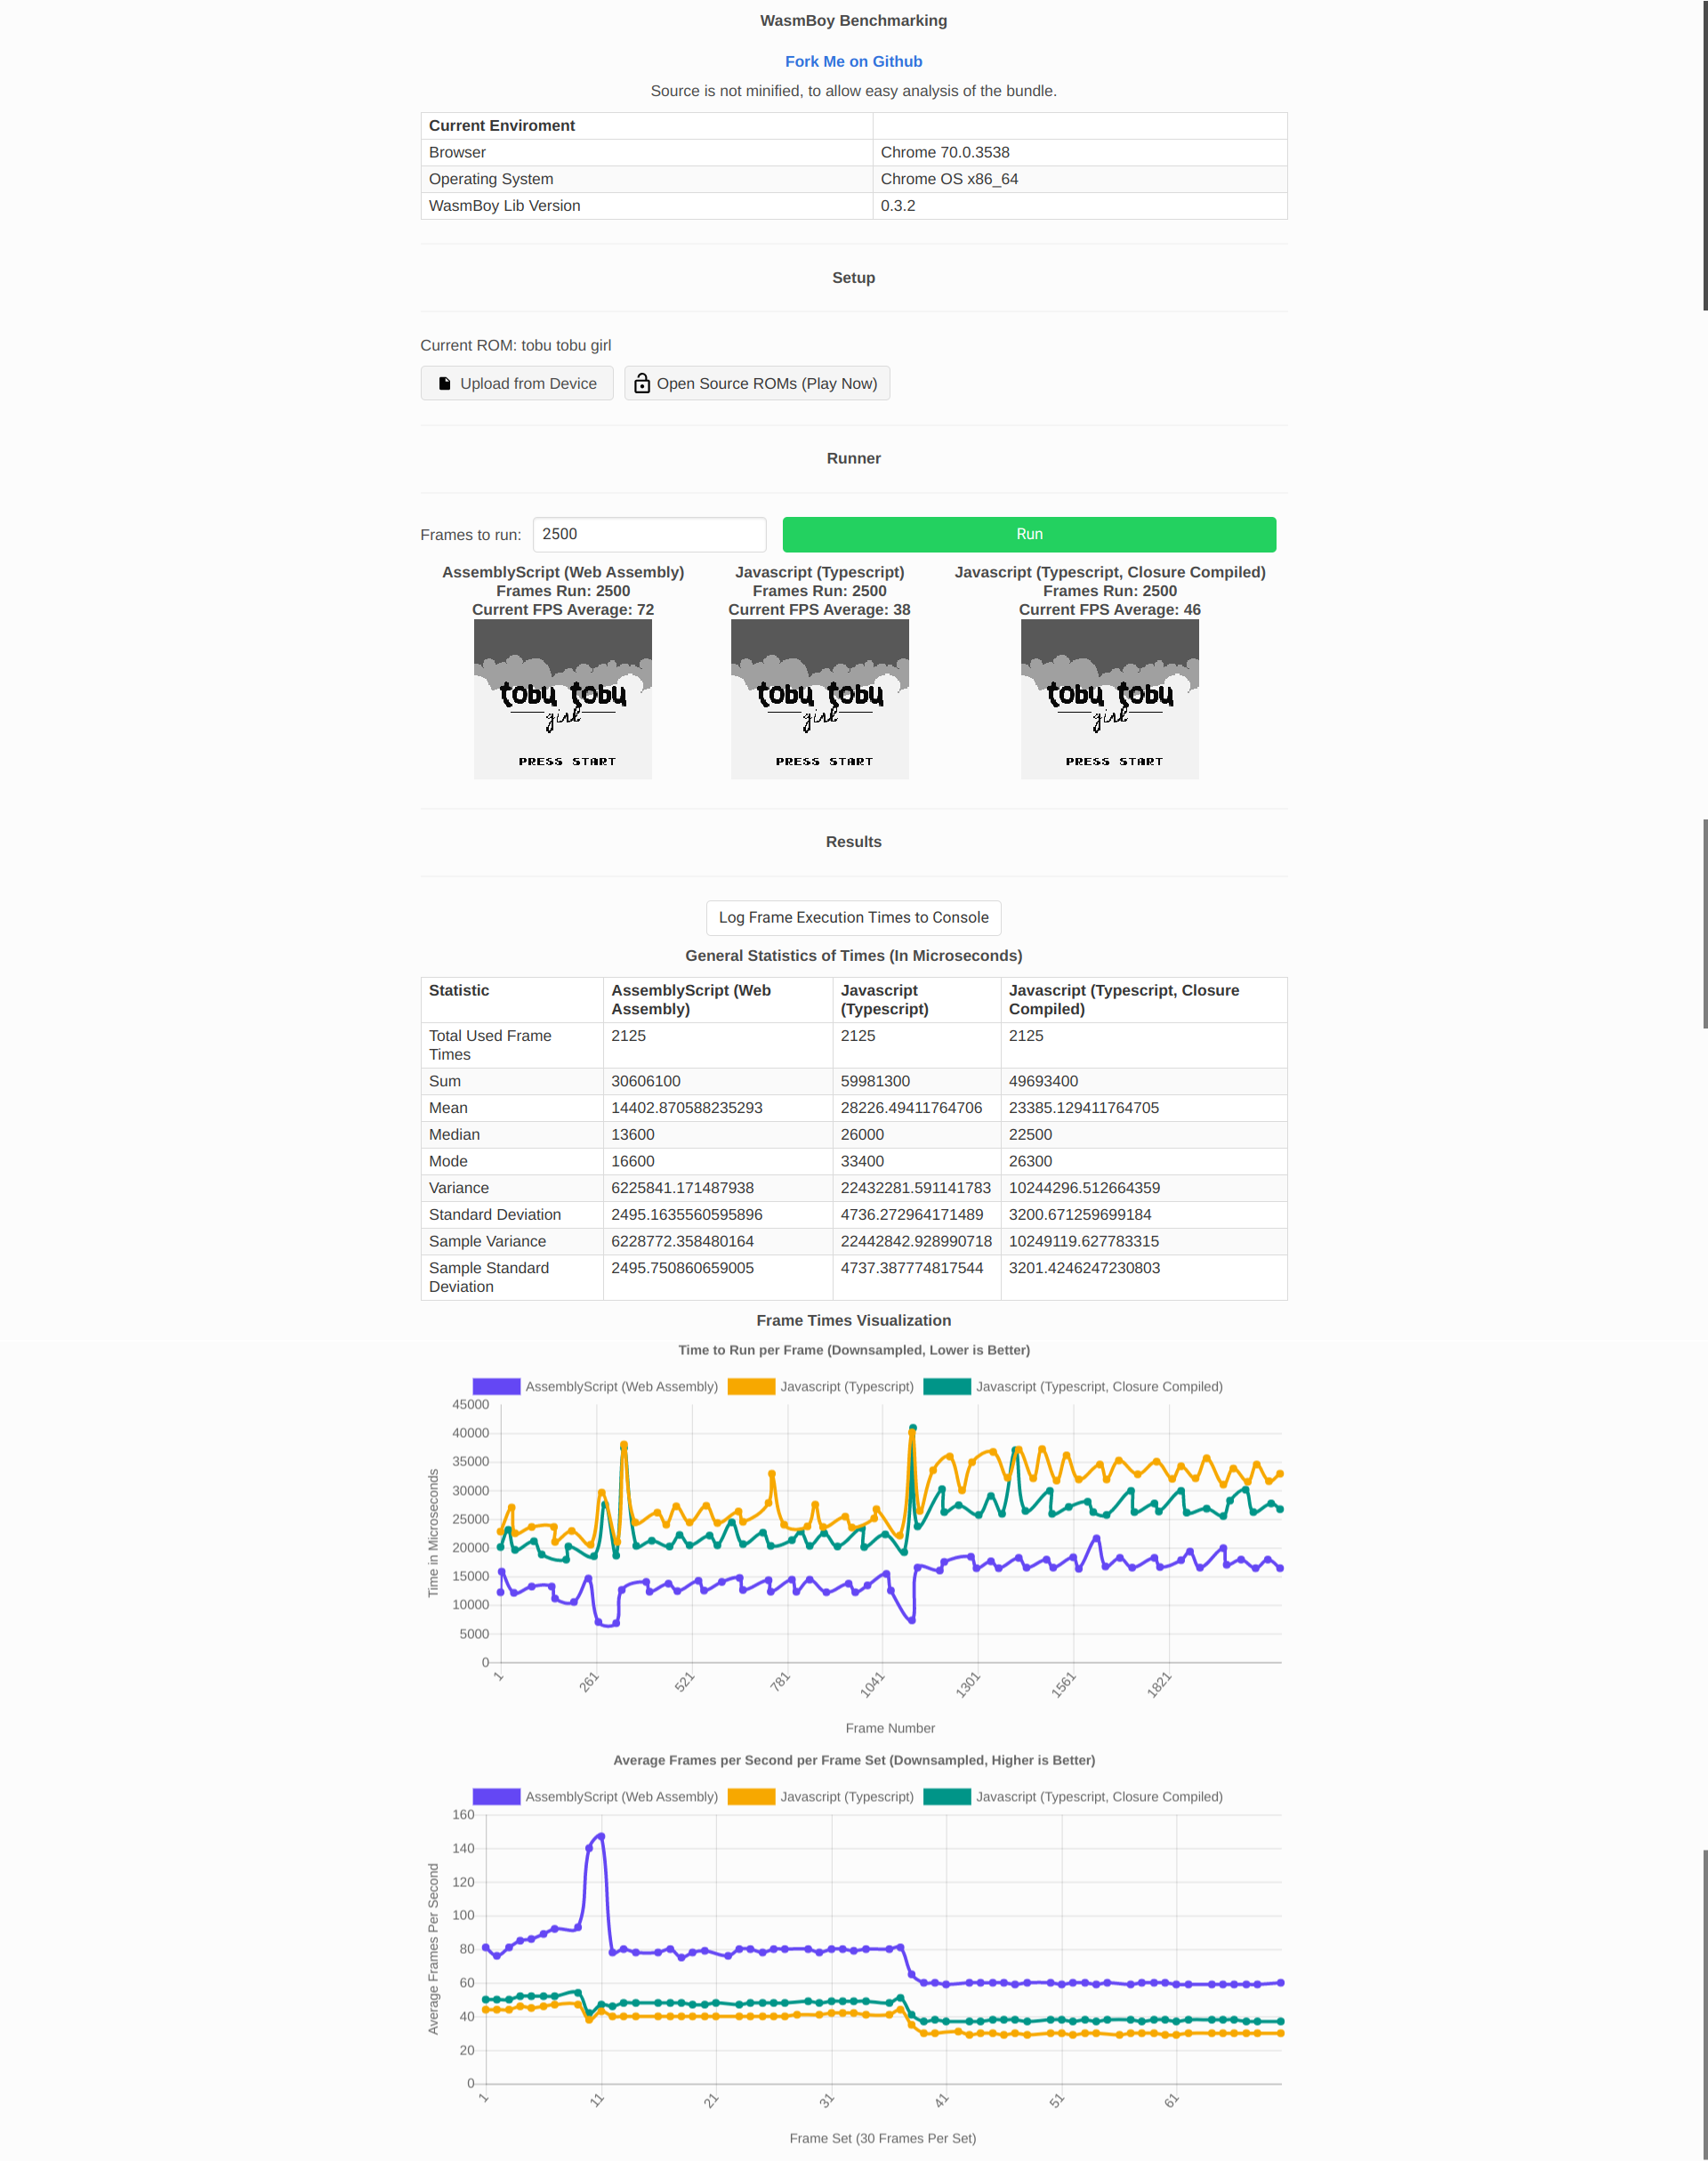 WasmBoy Benchmarking
Fork Me on Github
Source is not minified, to allow easy analysis of the bundle.
Current Enviroment
Browser Chrome 70.0.3538
Operating System Chrome OS x86_64
WasmBoy Lib Version 0.3.2
Setup
Current ROM: tobu tobu girl
Upload from Device Open Source ROMs (Play Now)
Runner
Frames to run: 2500 Run
AssemblyScript (Web Assembly) Javascript (Typescript) Javascript (Typescript, Closure Compiled)
Frames Run: 2500 Frames Run: 2500 Frames Run: 2500
Current FPS Average: 72 Current FPS Average: 38 Current FPS Average: 46
tobu tobu tobu tobu tobu tobu
girl girl girl
PRESS START PRESS START PRESS START
Results
Log Frame Execution Times to Console
General Statistics of Times (In Microseconds)
Statistic AssemblyScript (Web Javascript Javascript (Typescript, Closure
Assembly) (Typescript) Compiled)
Total Used Frame 2125 2125 2125
Times
Sum 30606100 59981300 49693400
Mean 14402.870588235293 28226.49411764706 23385.129411764705
Median 13600 26000 22500
Mode 16600 33400 26300
Variance 6225841.171487938 22432281.591141783 10244296.512664359
Standard Deviation 2495.1635560595896 4736.272964171489 3200.671259699184
Sample Variance 6228772.358480164 22442842.928990718 10249119.627783315
Sample Standard 2495.750860659005 4737.387774817544 3201.4246247230803
Deviation
Frame Times Visualization
Time to Run per Frame (Downsampled, Lower is Better)
AssemblyScript (Web Assembly) Javascript (Typescript) Javascript (Typescript, Closure Compiled)
Time in Microseconds
45000
40000
35000
30000
25000
20000
15000
10000
5000
0
1 261 521 781 1041 1301 1561 1821
Frame Number
Average Frames per Second per Frame Set (Downsampled, Higher is Better)
AssemblyScript (Web Assembly) Javascript (Typescript) Javascript (Typescript, Closure Compiled)
Average Frames Per Second
160
140
120
100
80
60
40
20
0
1 11 21 31 41 51 61
Frame Set (30 Frames Per Set)